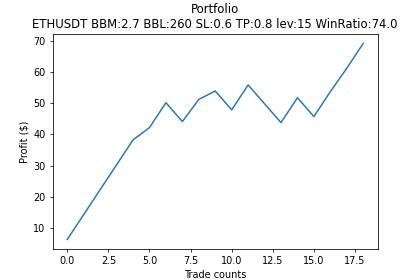 Portfolio
ETHUSDT BBM:2.7 BBL:260 SL:0.6 TP:0.8 lev:15 WinRatio:74.0
70
60
50
40
30
20
10
Profit ($)
0.0 2.5 5.0 7.5 10.0 12.5 15.0 17.5
Trade counts